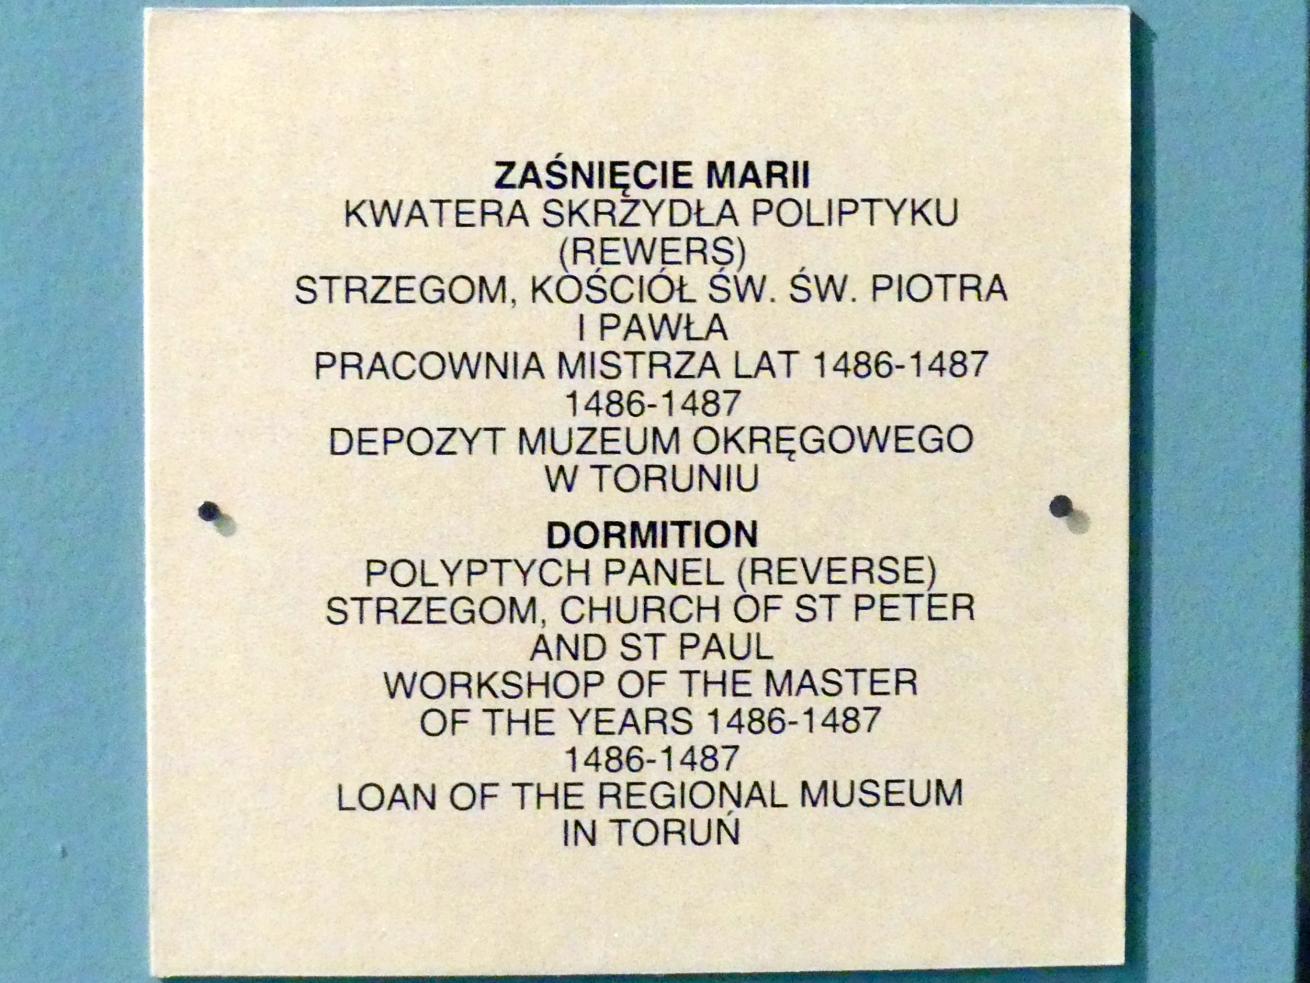 ZAŚNIĘCIE MARII
KWATERA SKRZYDŁA POLIPTYKU
(REWERS)
STRZEGOM, KOŚCIÓŁ ŚW. ŚW. PIOTRA
I PAWŁA
PRACOWNIA MISTRZA LAT 1486-1487
1486-1487
DEPOZYT MUZEUM OKRĘGOWEGO
W TORUNIU
DORMITION
POLYPTYCH PANEL (REVERSE)
STRZEGOM, CHURCH OF ST PETER
AND ST PAUL
WORKSHOP OF THE MASTER
OF THE YEARS 1486-1487
1486-1487
LOAN OF THE REGIONAL MUSEUM
IN TORUŃ